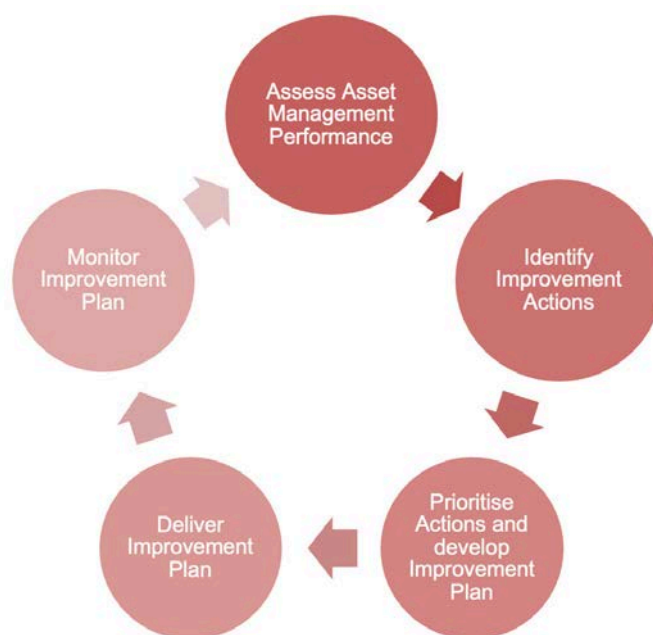 Assess Asset
Management
Performance
Identify
Improvement
Actions
Prioritise
Actions and
develop
Improvement
Plan
Deliver
Improvement
Plan
Monitor
Improvement
Plan